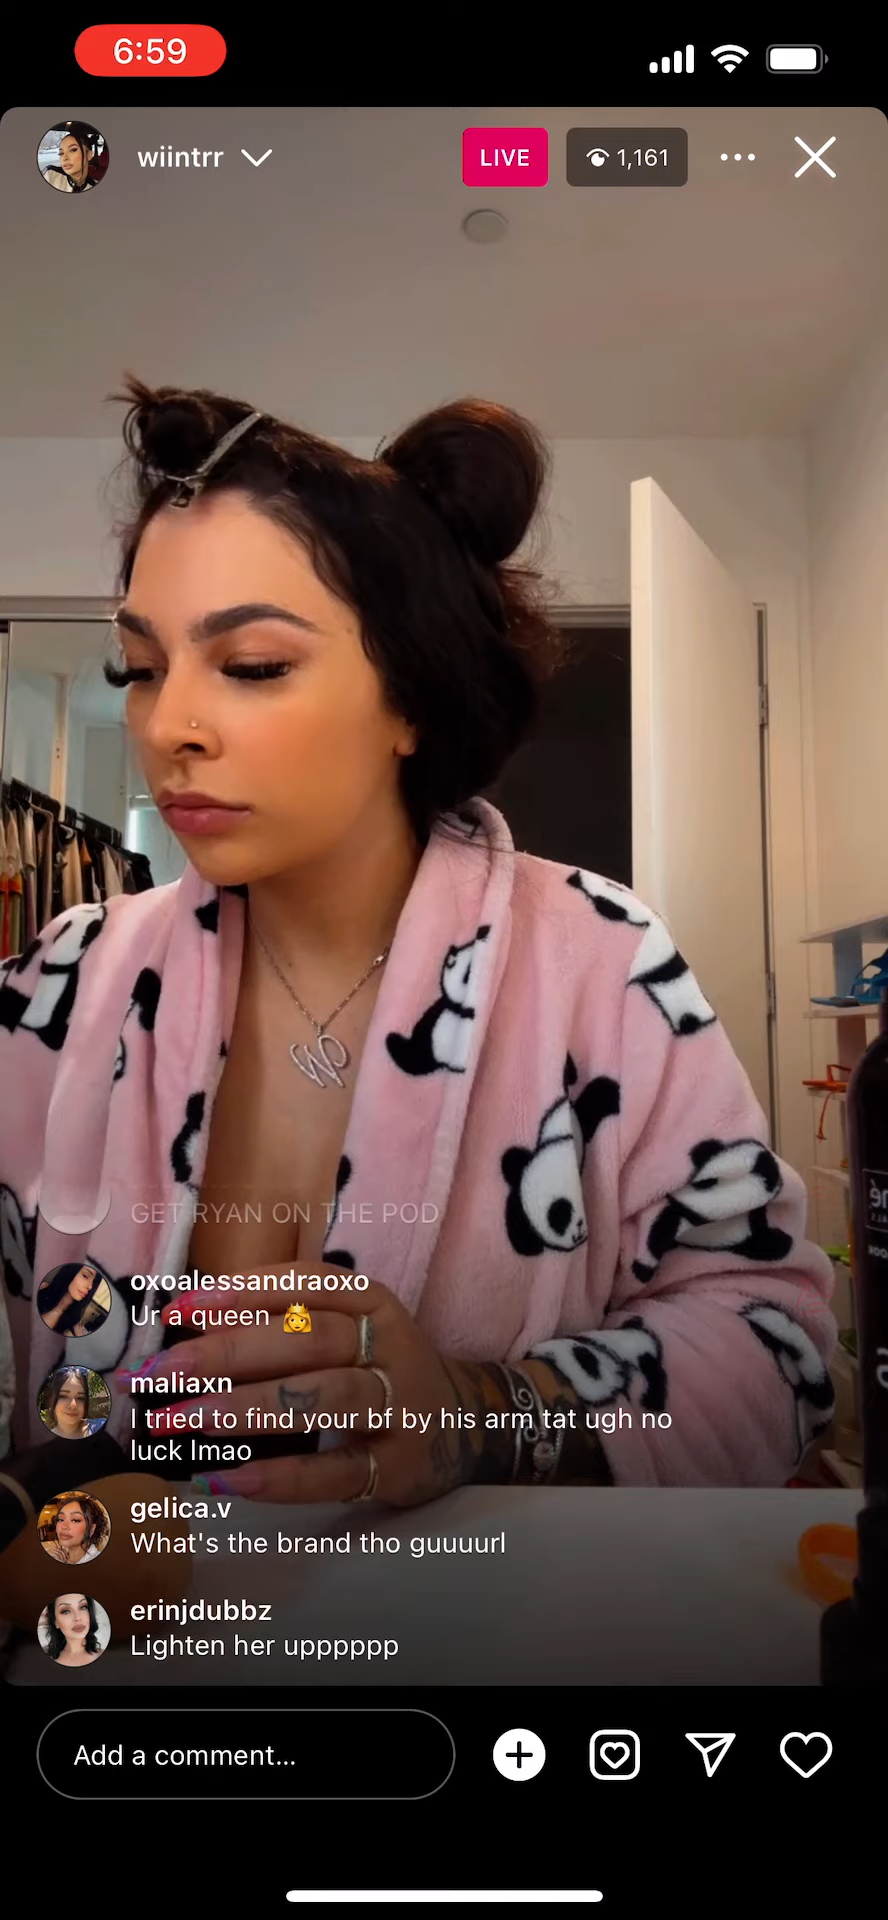 6:59
wiintrr
LIVE
1,161
GET RYAN ON THE POD
oxoalessandraoxo
Ur a queen 👸
maliaxn
I tried to find your bf by his arm tat ugh no
luck lmao
gelica.v
What's the brand tho guuuurl
erinjdubbz
Lighten her upppppp
Add a comment...